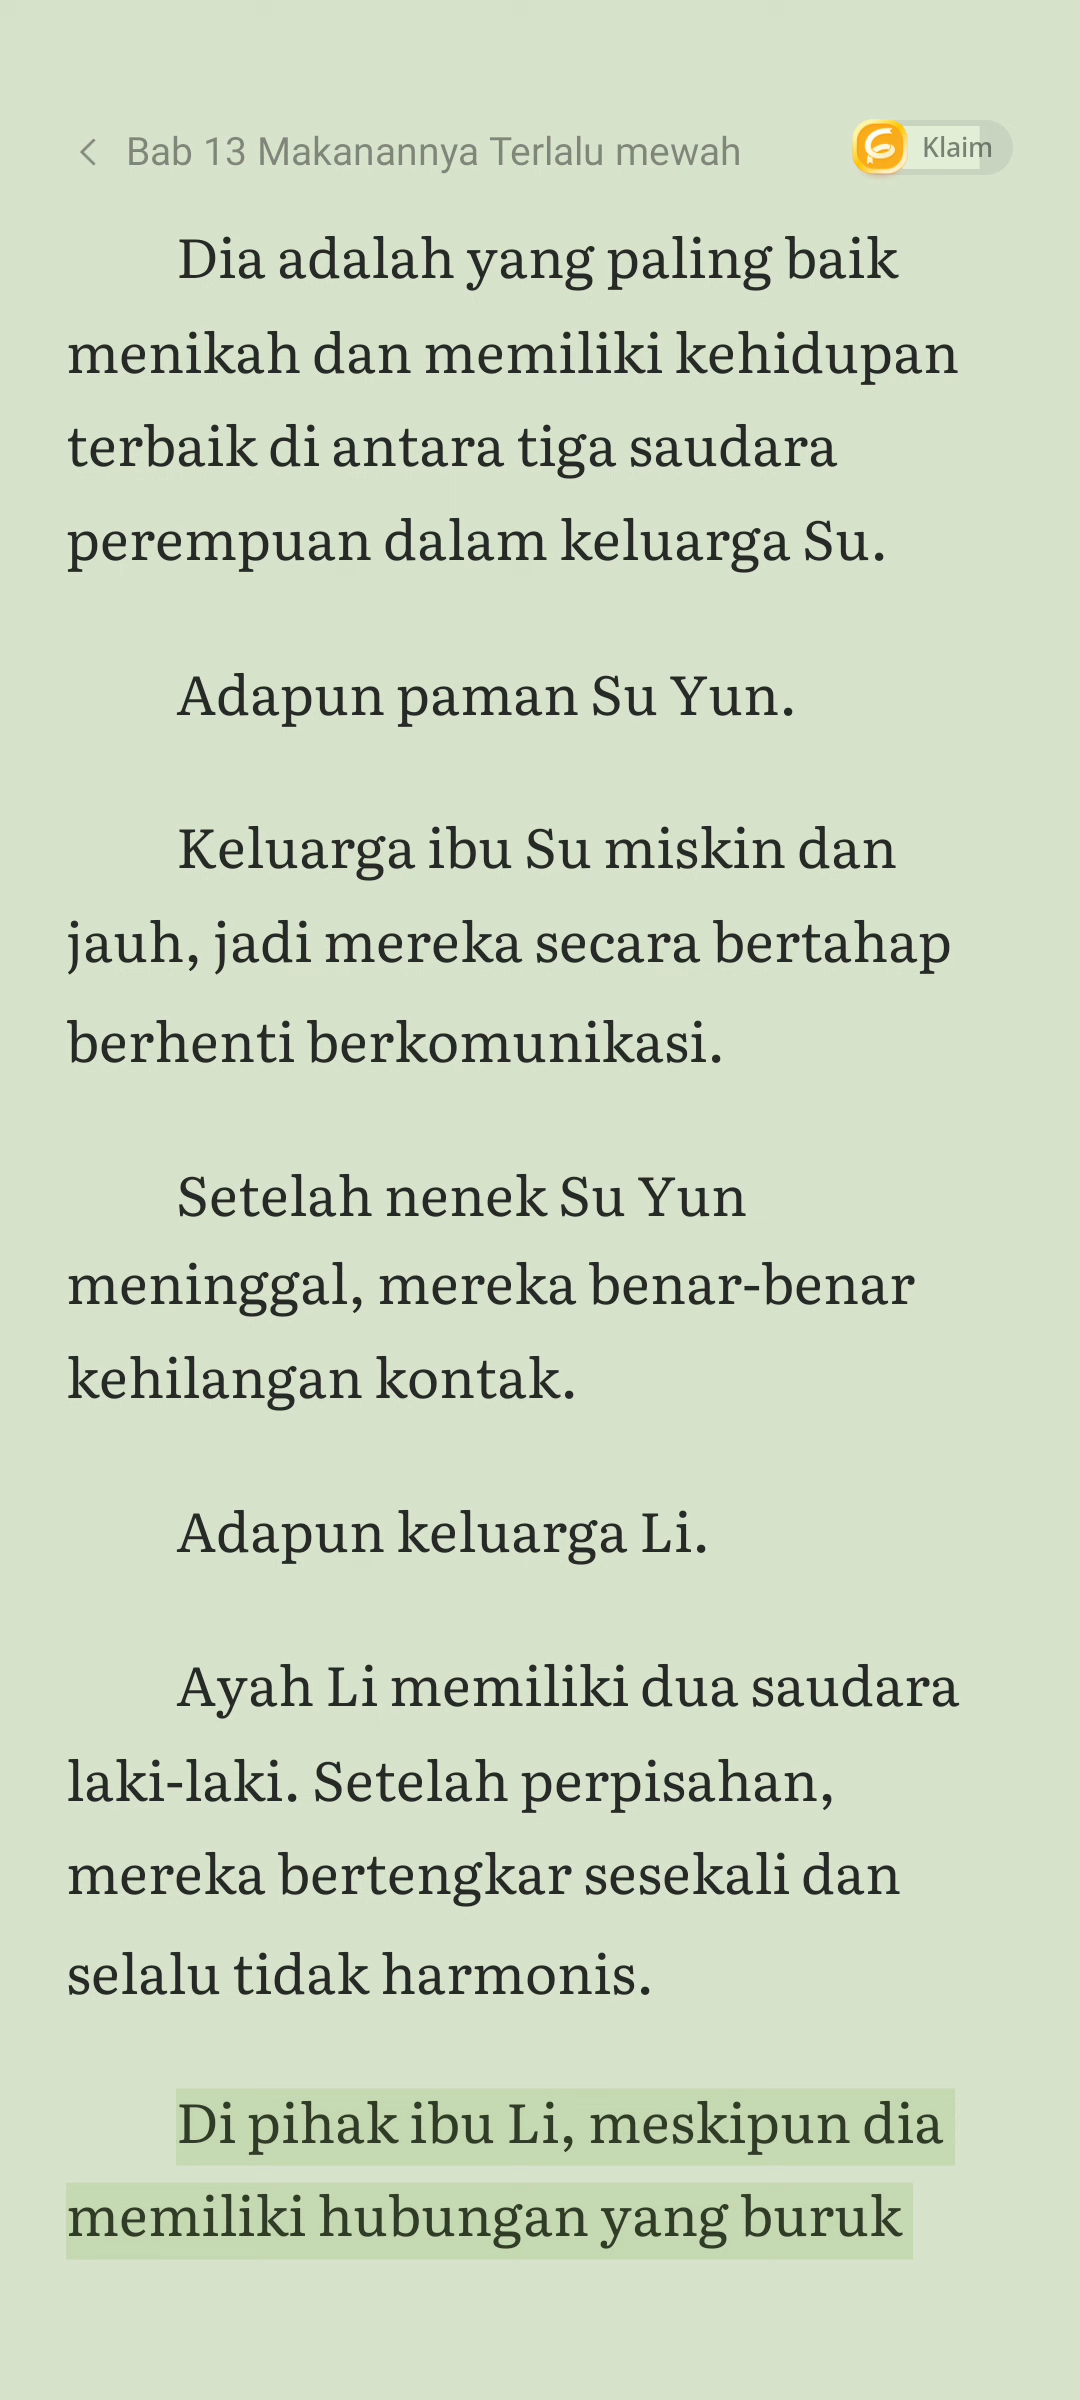 Bab 13 Makanannya Terlalu mewah
Klaim
Dia adalah yang paling baik
menikah dan memiliki kehidupan
terbaik di antara tiga saudara
perempuan dalam keluarga Su.
Adapun paman Su Yun.
Keluarga ibu Su miskin dan
jauh, jadi mereka secara bertahap
berhenti berkomunikasi.
Setelah nenek Su Yun
meninggal, mereka benar-benar
kehilangan kontak.
Adapun keluarga Li.
Ayah Li memiliki dua saudara
laki-laki. Setelah perpisahan,
mereka bertengkar sesekali dan
selalu tidak harmonis.
Di pihak ibu Li, meskipun dia
memiliki hubungan yang buruk